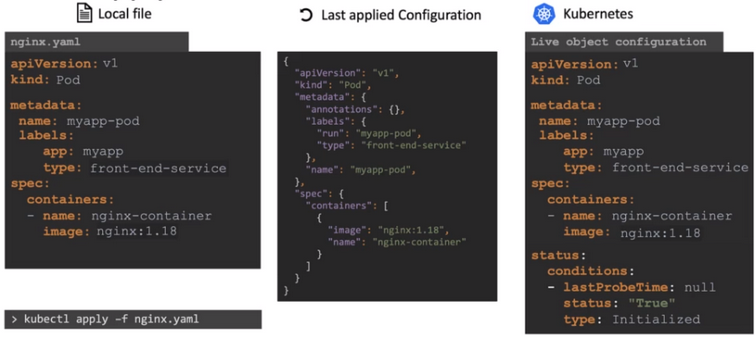 Local file
nginx.yaml
apiVersion: v1
kind: Pod
metadata:
name: myapp-pod
labels:
app: myapp
type: front-end-service
spec:
containers:
- name: nginx-container
image: nginx:1.18
> kubectl apply -f nginx.yaml
Last applied Configuration
{
"apiVersion": "v1",
"kind": "Pod",
"metadata": {
"annotations": {},
"labels": {
"run": "myapp-pod",
"type": "front-end-service"
},
"name": "myapp-pod",
},
"spec": {
"containers": [
{
"image": "nginx:1.18",
"name": "nginx-container"
}
]
}
}
Kubernetes
Live object configuration
apiVersion: v1
kind: Pod
metadata:
name: myapp-pod
labels:
app: myapp
type: front-end-service
spec:
containers:
- name: nginx-container
image: nginx:1.18
status:
conditions:
- lastProbeTime: null
status: "True"
type: Initialized